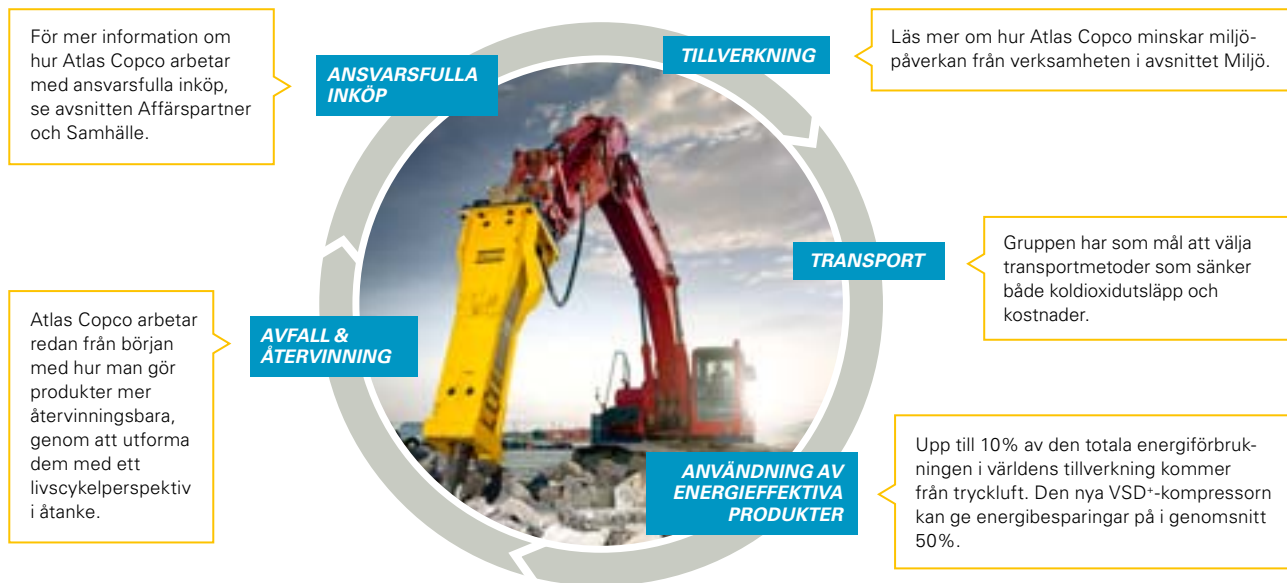 För mer information om
hur Atlas Copco arbetar
med ansvarsfulla inköp,
se avsnitten Affärspartner
och Samhälle.
ANSVARSFULLA
INKÖP
TILLVERKNING
Läs mer om hur Atlas Copco minskar miljö-
påverkan från verksamheten i avsnittet Miljö.
TRANSPORT
Gruppen har som mål att välja
transportmetoder som sänker
både koldioxidutsläpp och
kostnader.
AVFALL &
ÅTERVINNING
Atlas Copco arbetar
redan från början
med hur man gör
produkter mer
återvinningsbara,
genom att utforma
dem med ett
livscykelperspektiv
i åtanke.
ANVÄNDNING AV
ENERGIEFFEKTIVA
PRODUKTER
Upp till 10% av den totala energiförbruk-
ningen i världens tillverkning kommer
från tryckluft. Den nya VSD⁺-kompressorn
kan ge energibesparingar på i genomsnitt
50%.